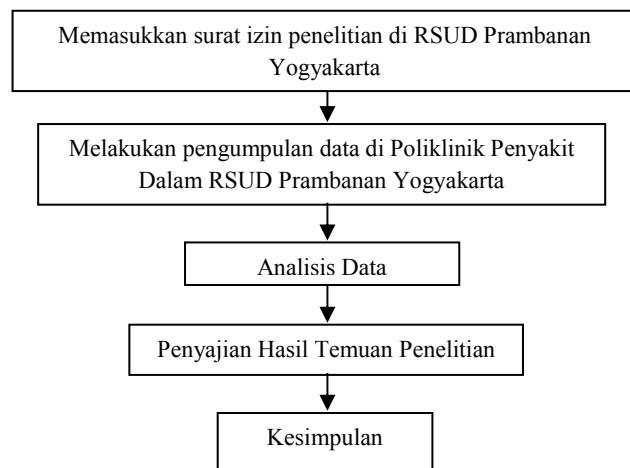 Memasukkan surat izin penelitian di RSUD Prambanan
Yogyakarta
Melakukan pengumpulan data di Poliklinik Penyakit
Dalam RSUD Prambanan Yogyakarta
Analisis Data
Penyajian Hasil Temuan Penelitian
Kesimpulan